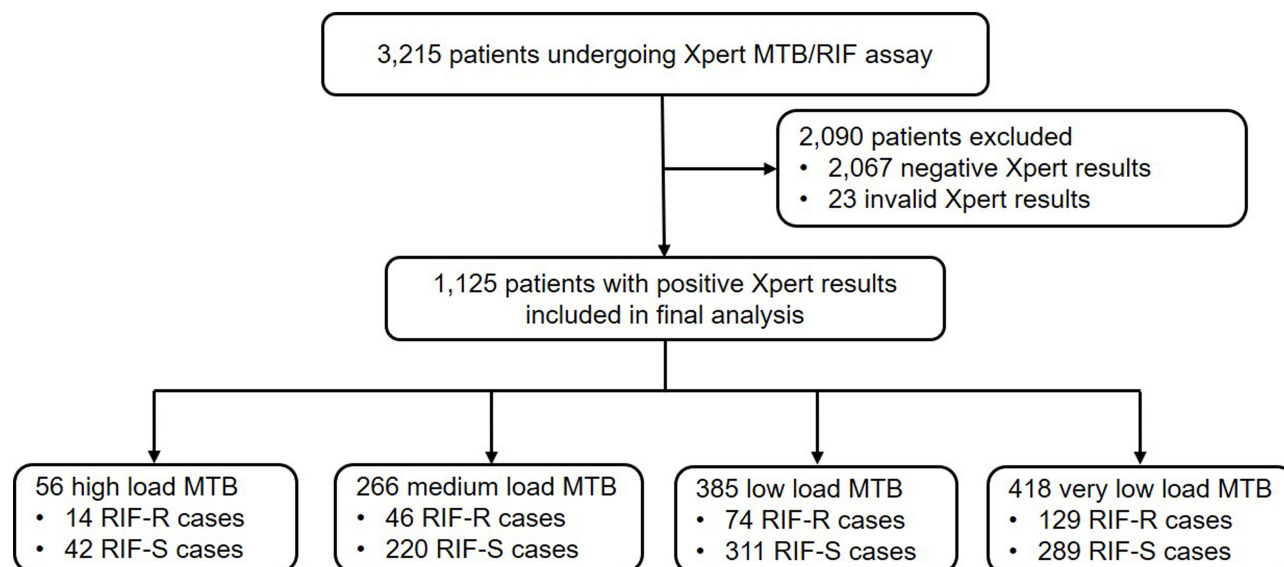 3,215 patients undergoing Xpert MTB/RIF assay
2,090 patients excluded
• 2,067 negative Xpert results
• 23 invalid Xpert results
1,125 patients with positive Xpert results
included in final analysis
56 high load MTB
• 14 RIF-R cases
• 42 RIF-S cases
266 medium load MTB
• 46 RIF-R cases
• 220 RIF-S cases
385 low load MTB
• 74 RIF-R cases
• 311 RIF-S cases
418 very low load MTB
• 129 RIF-R cases
• 289 RIF-S cases